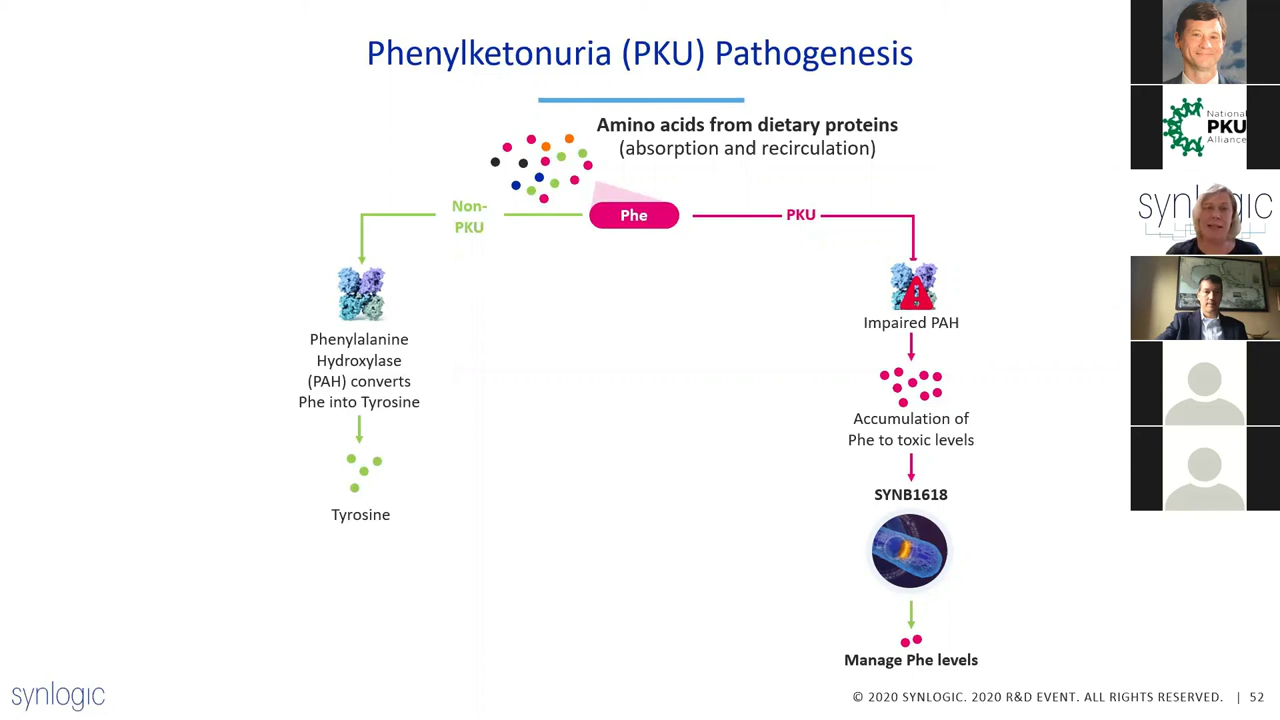 Phenylketonuria (PKU) Pathogenesis
Amino acids from dietary proteins
(absorption and recirculation)
Non-
PKU
Phe
PKU
Phenylalanine
Hydroxylase
(PAH) converts
Phe into Tyrosine
Tyrosine
Impaired PAH
Accumulation of
Phe to toxic levels
SYNB1618
Manage Phe levels
synlogic
© 2020 SYNLOGIC. 2020 R&D EVENT. ALL RIGHTS RESERVED. | 52
National
PKU
Alliance
synlogic